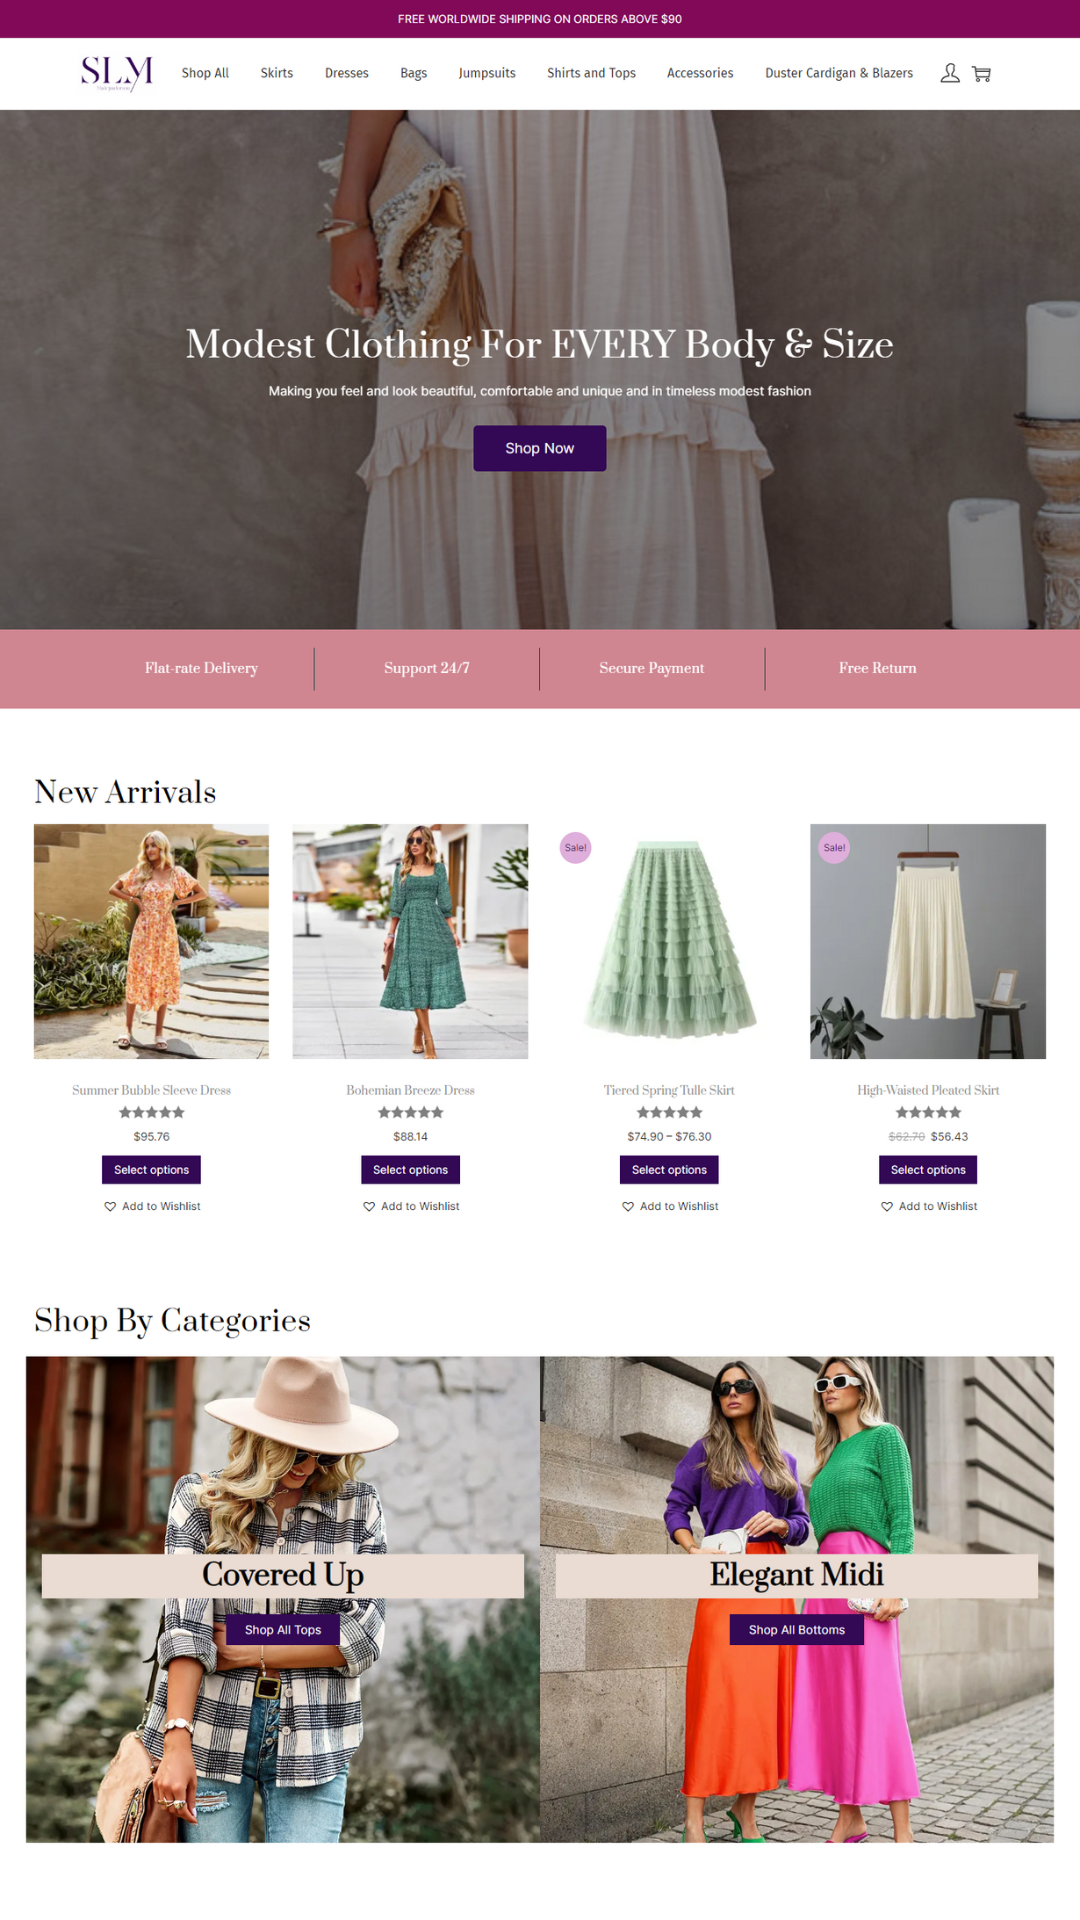 FREE WORLDWIDE SHIPPING ON ORDERS ABOVE $90
SLM
Shop All
Skirts
Dresses
Bags
Jumpsuits
Shirts and Tops
Accessories
Duster Cardigan & Blazers
Modest Clothing For EVERY Body & Size
Making you feel and look beautiful, comfortable and unique and in timeless modest fashion
Shop Now
Flat-rate Delivery
Support 24/7
Secure Payment
Free Return
New Arrivals
Sale!
Sale!
Summer Bubble Sleeve Dress
$95.76
Select options
Add to Wishlist
Bohemian Breeze Dress
$88.14
Select options
Add to Wishlist
Tiered Spring Tulle Skirt
$74.90 – $76.30
Select options
Add to Wishlist
High-Waisted Pleated Skirt
$62.70 $56.43
Select options
Add to Wishlist
Shop By Categories
Covered Up
Shop All Tops
Elegant Midi
Shop All Bottoms